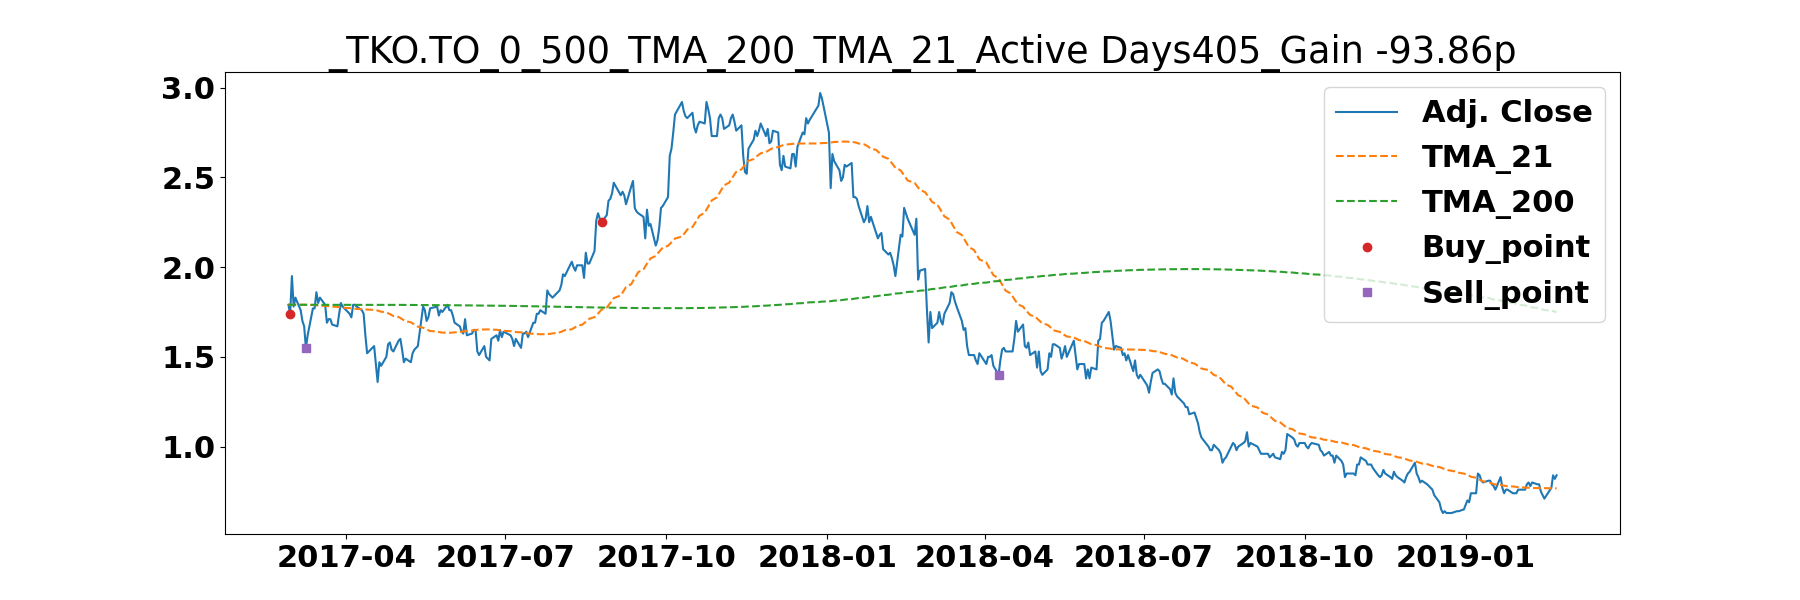 _TKO.TO_0_500_TMA_200_TMA_21_Active Days405_Gain -93.86p
3.0
2.5
2.0
1.5
1.0
2017-04 2017-07 2017-10 2018-01 2018-04 2018-07 2018-10 2019-01
Adj. Close
TMA_21
TMA_200
Buy_point
Sell_point